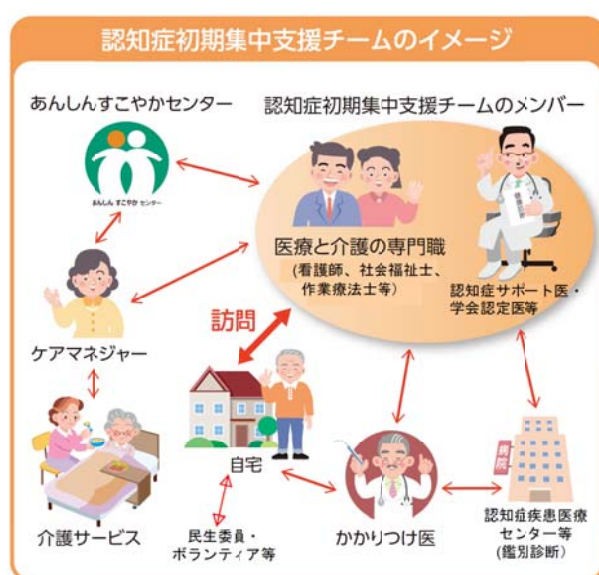 認知症初期集中支援チームのイメージ
あんしんすこやかセンター
認知症初期集中支援チームのメンバー
あんしん すこやか センター
医療と介護の専門職
(看護師、社会福祉士、
作業療法士等)
認知症サポート医・
学会認定医等
訪問
ケアマネジャー
自宅
病院
介護サービス
民生委員・
ボランティア等
かかりつけ医
認知症疾患医療
センター等
(鑑別診断)